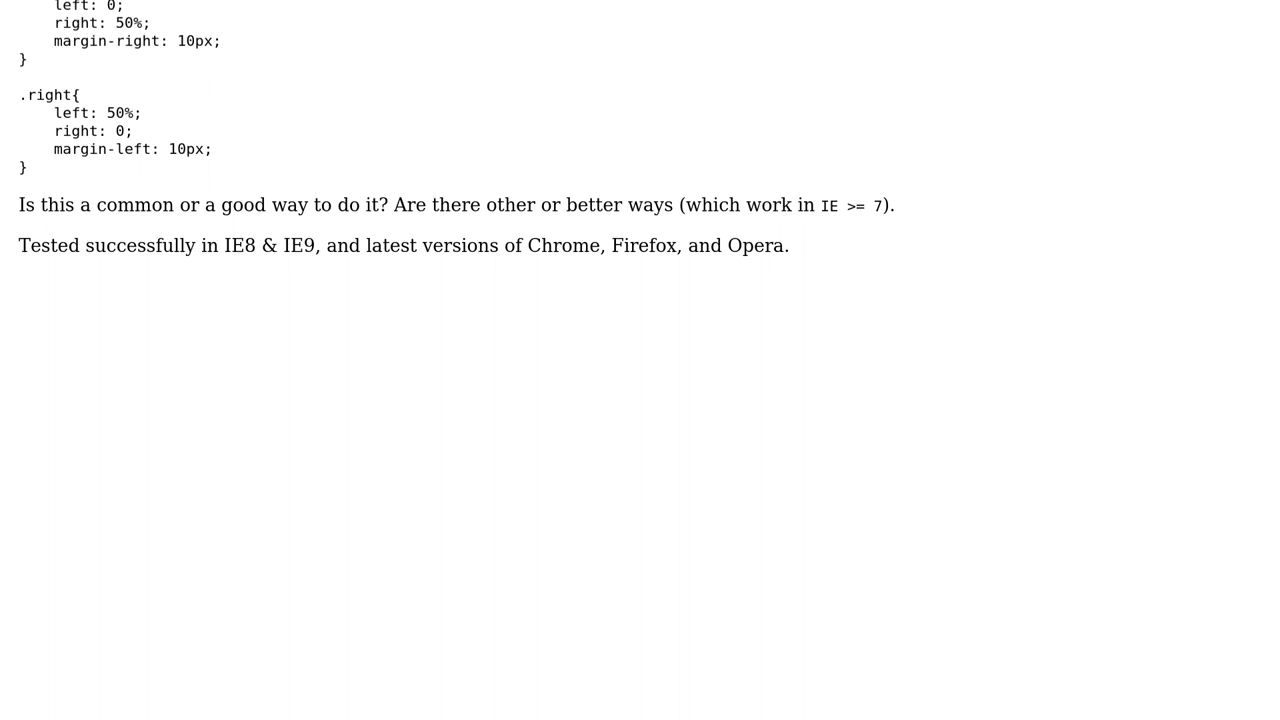 left: 0;
right: 50%;
margin-right: 10px;
}
.right{
left: 50%;
right: 0;
margin-left: 10px;
}
Is this a common or a good way to do it? Are there other or better ways (which work in IE >= 7).
Tested successfully in IE8 & IE9, and latest versions of Chrome, Firefox, and Opera.